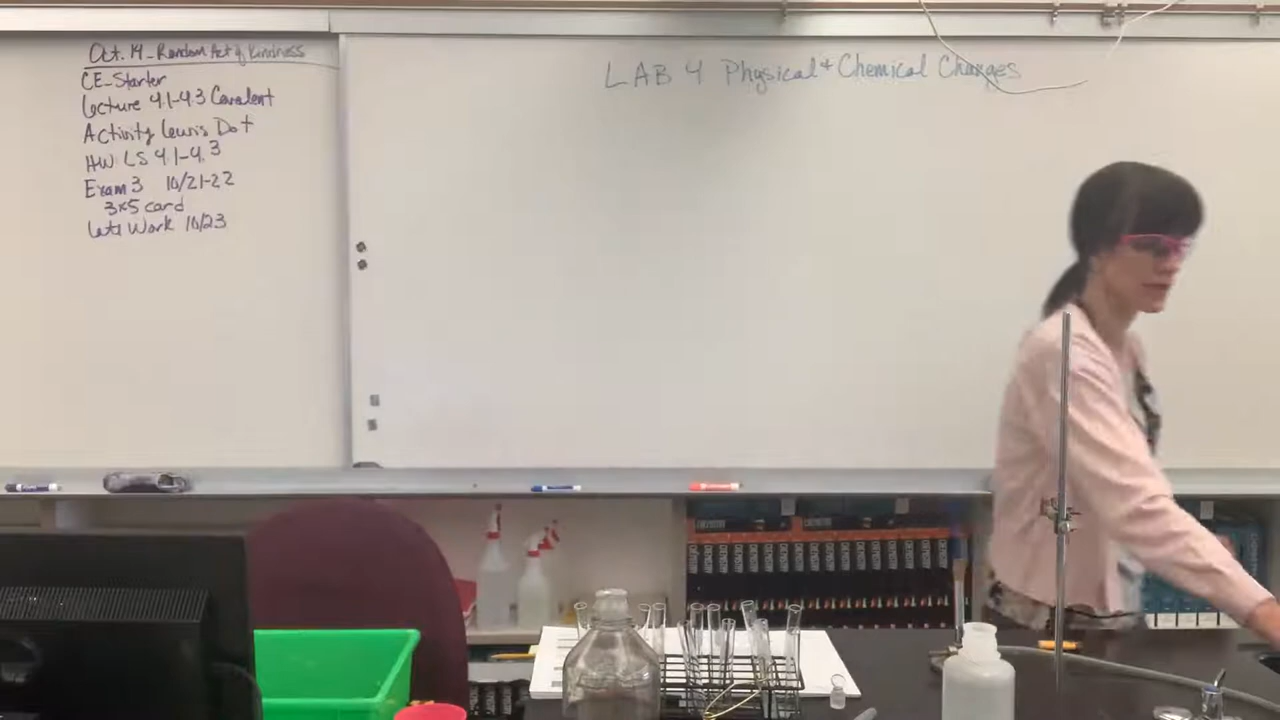 Oct. 14 - Random Act of Kindness
CE-Starter
Lecture 4.1-4.3 Covalent
Activity Lewis Dot
HW LS 4.1-4.3
Exam 3 10/21-22
3x5 card
Late Work 10/23
LAB 4 Physical + Chemical Changes